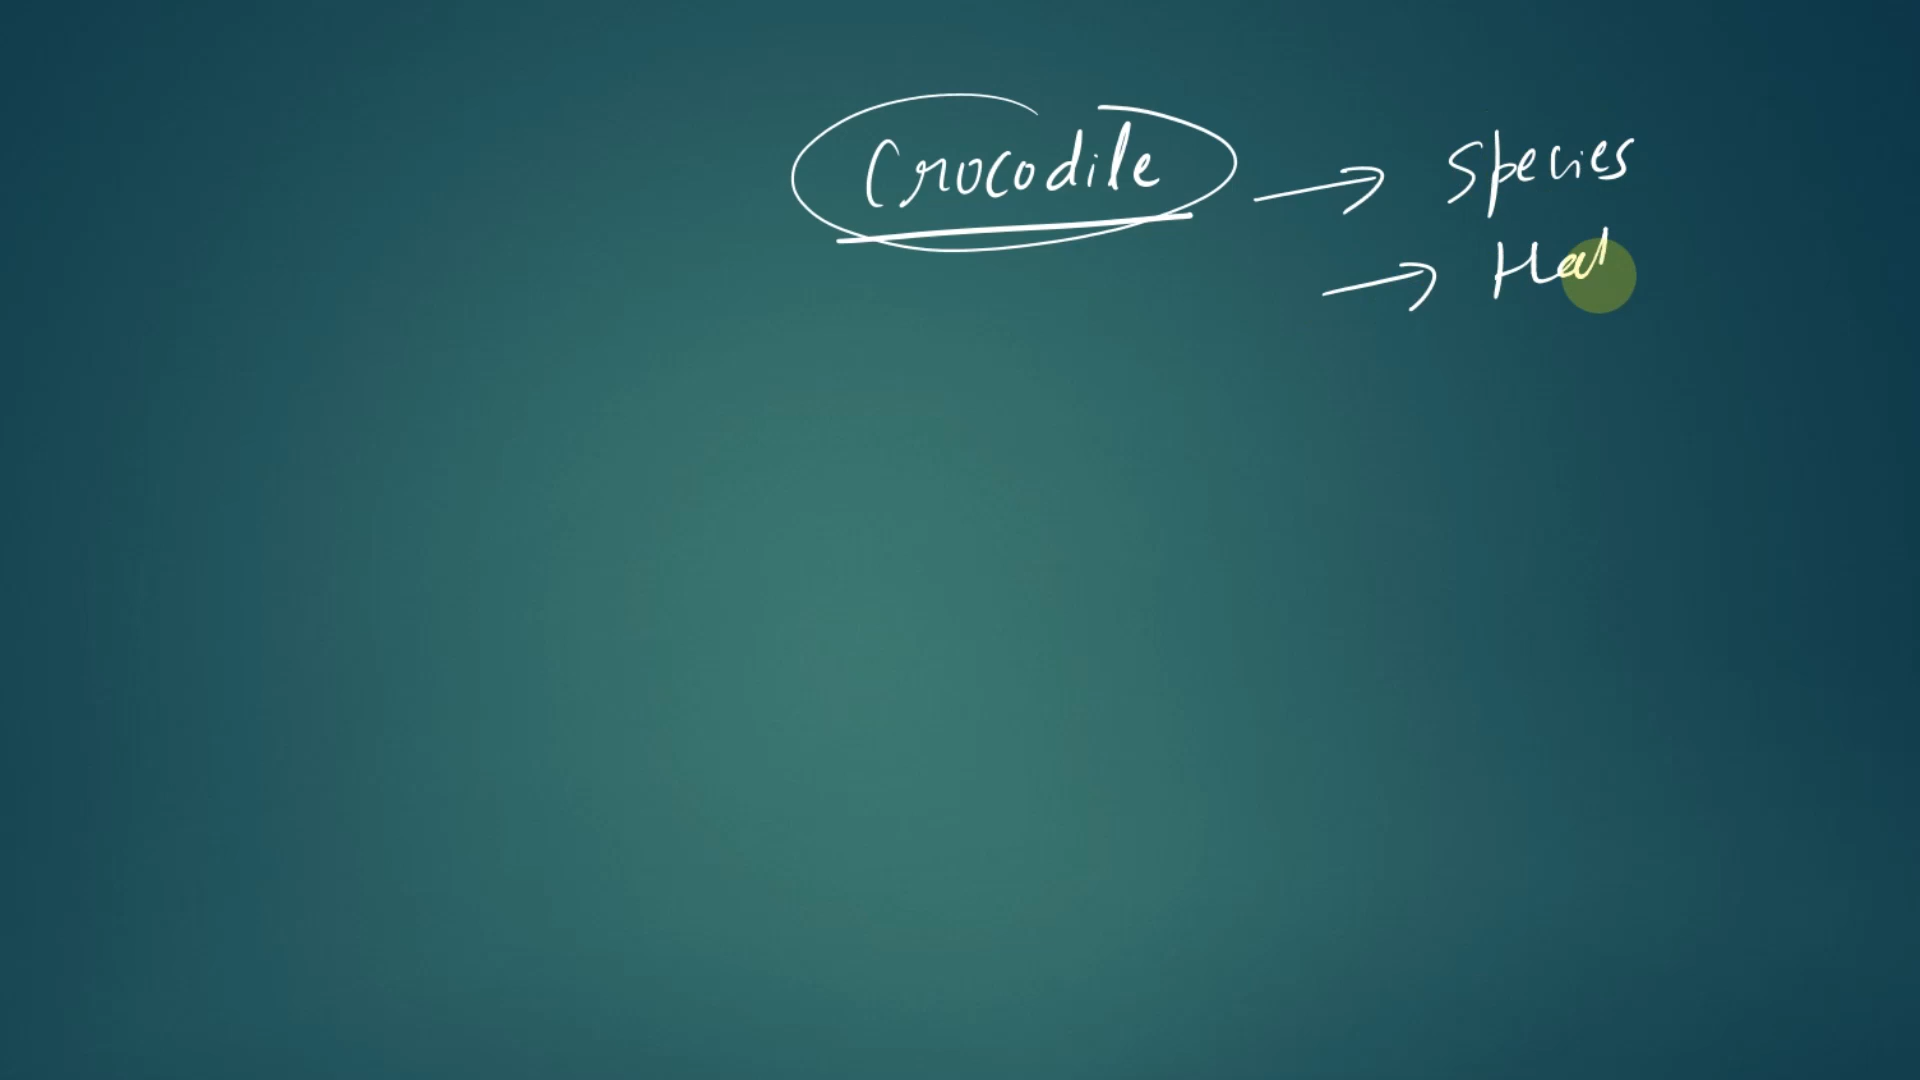 Crocodile → Species
→